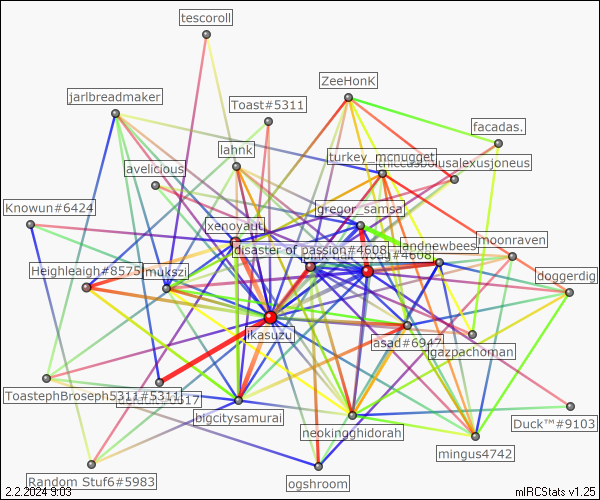 tescoroll
ZeeHonK
jarlbreadmaker
Toast#5311
facadas.
lahnk
turkey_mcnugget
avelicious
Knowun#6424
gregor_samsa
xenoyaut
moonraven
landnewbees
disaster of passion#4608
Heighleaigh#8575
mukszi
doggerdig
ikasuzu
asad#6947
gazpachoman
ToastephBroseph5311#5311
bigcitysamurai
neokingghidorah
Duck™#9103
mingus4742
Random Stuf6#5983
ogshroom
2.2.2024 9:03
mIRCStats v1.25